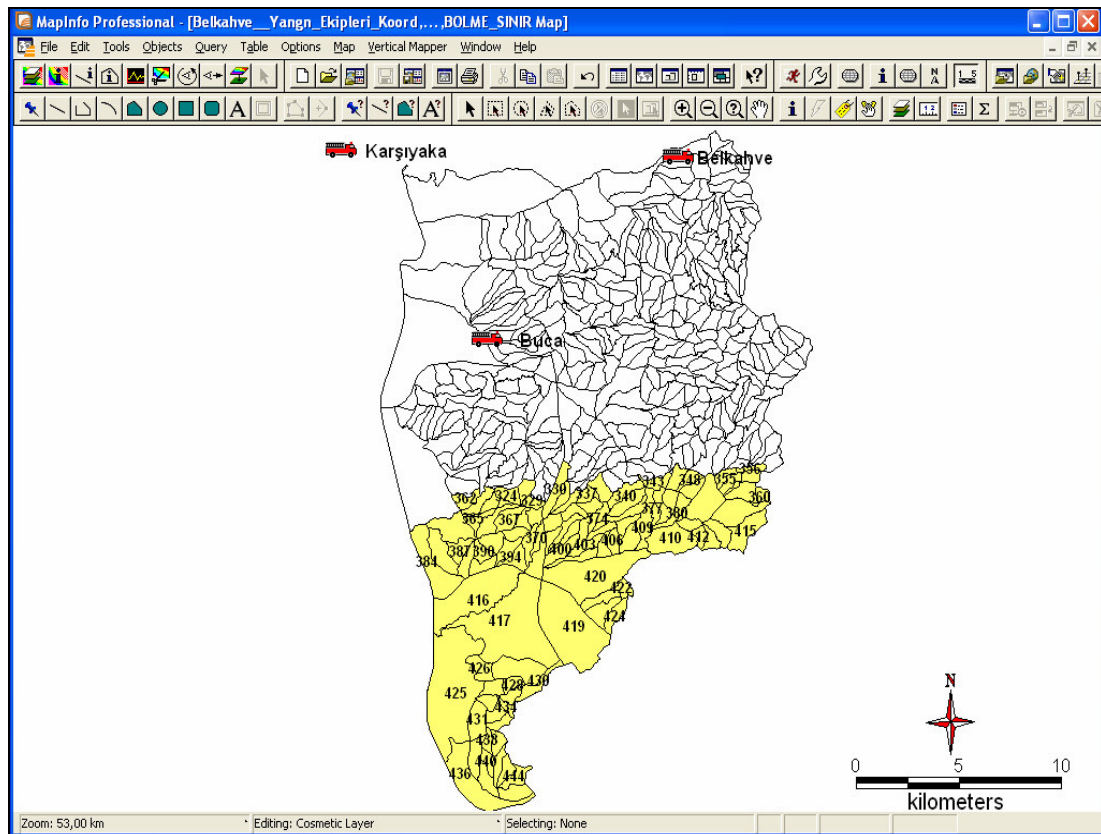 MapInfo Professional - [Belkahve__Yangn_Ekipleri_Koord,...,BOLME_SINIR Map]
File Edit Tools Objects Query Table Options Map Vertical Mapper Window Help
Karşıyaka
Belkahve
Buca
356
330 343 348 355
362 324 329 337 340 360
365 367 374 377 380
370 409 415
384 387 390 394 400 403 406 410 412
420
422
416
417 419 424
426
425 428 430
434
431
438
436 440 444
N
0 5 10
kilometers
Zoom: 53,00 km Editing: Cosmetic Layer Selecting: None